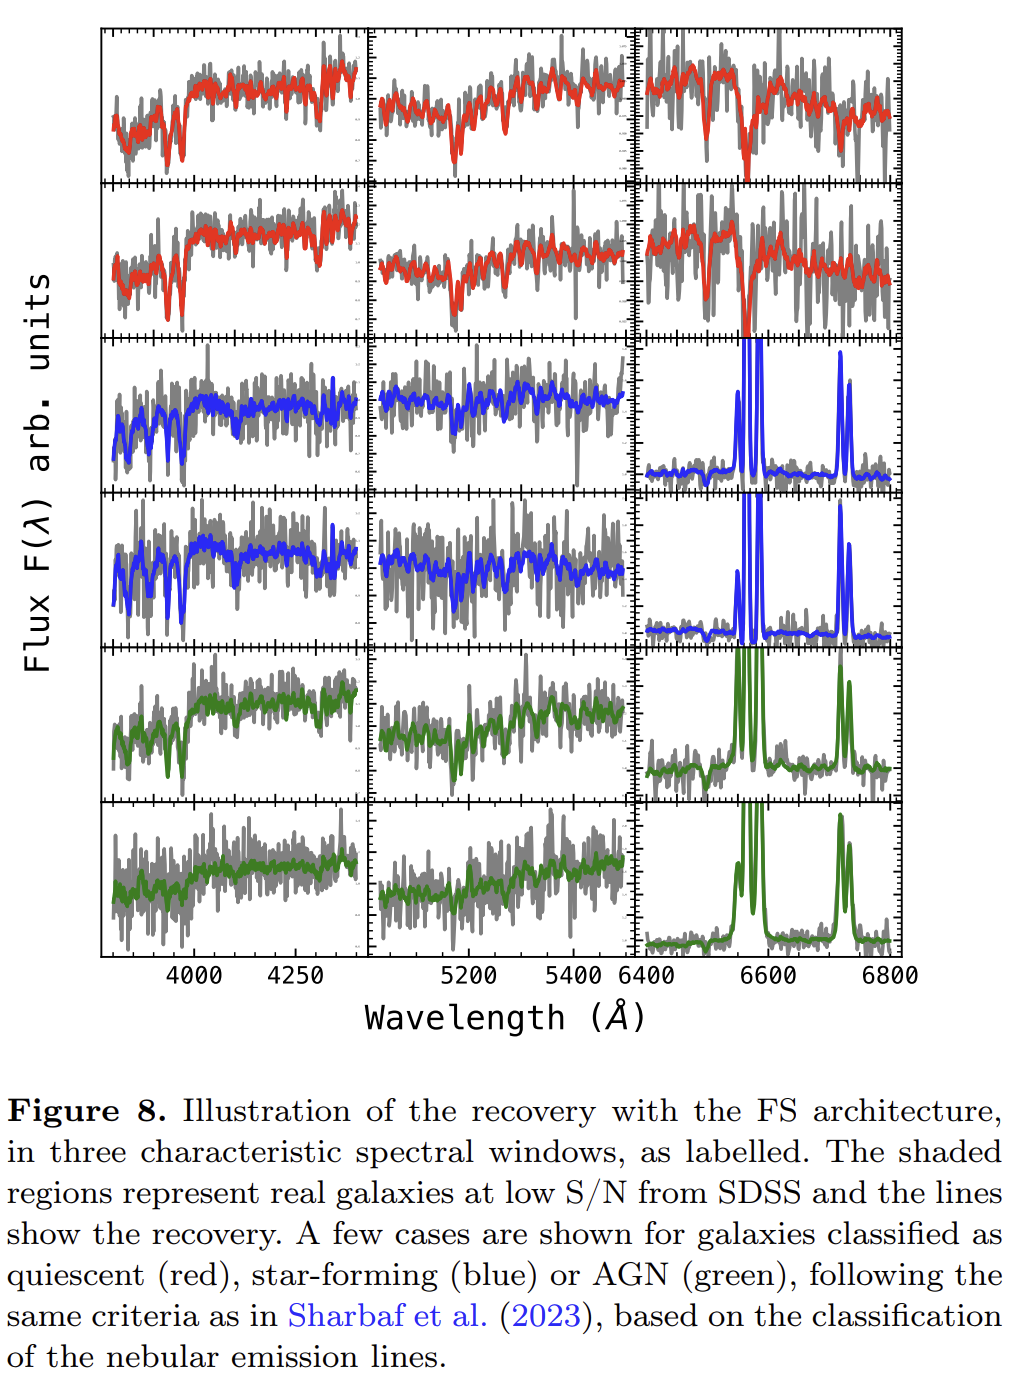 Flux F(λ) arb. units
4000 4250 5200 5400 6400 6600 6800
Wavelength (Å)
Figure 8. Illustration of the recovery with the FS architecture,
in three characteristic spectral windows, as labelled. The shaded
regions represent real galaxies at low S/N from SDSS and the lines
show the recovery. A few cases are shown for galaxies classified as
quiescent (red), star-forming (blue) or AGN (green), following the
same criteria as in Sharbaf et al. (2023), based on the classification
of the nebular emission lines.